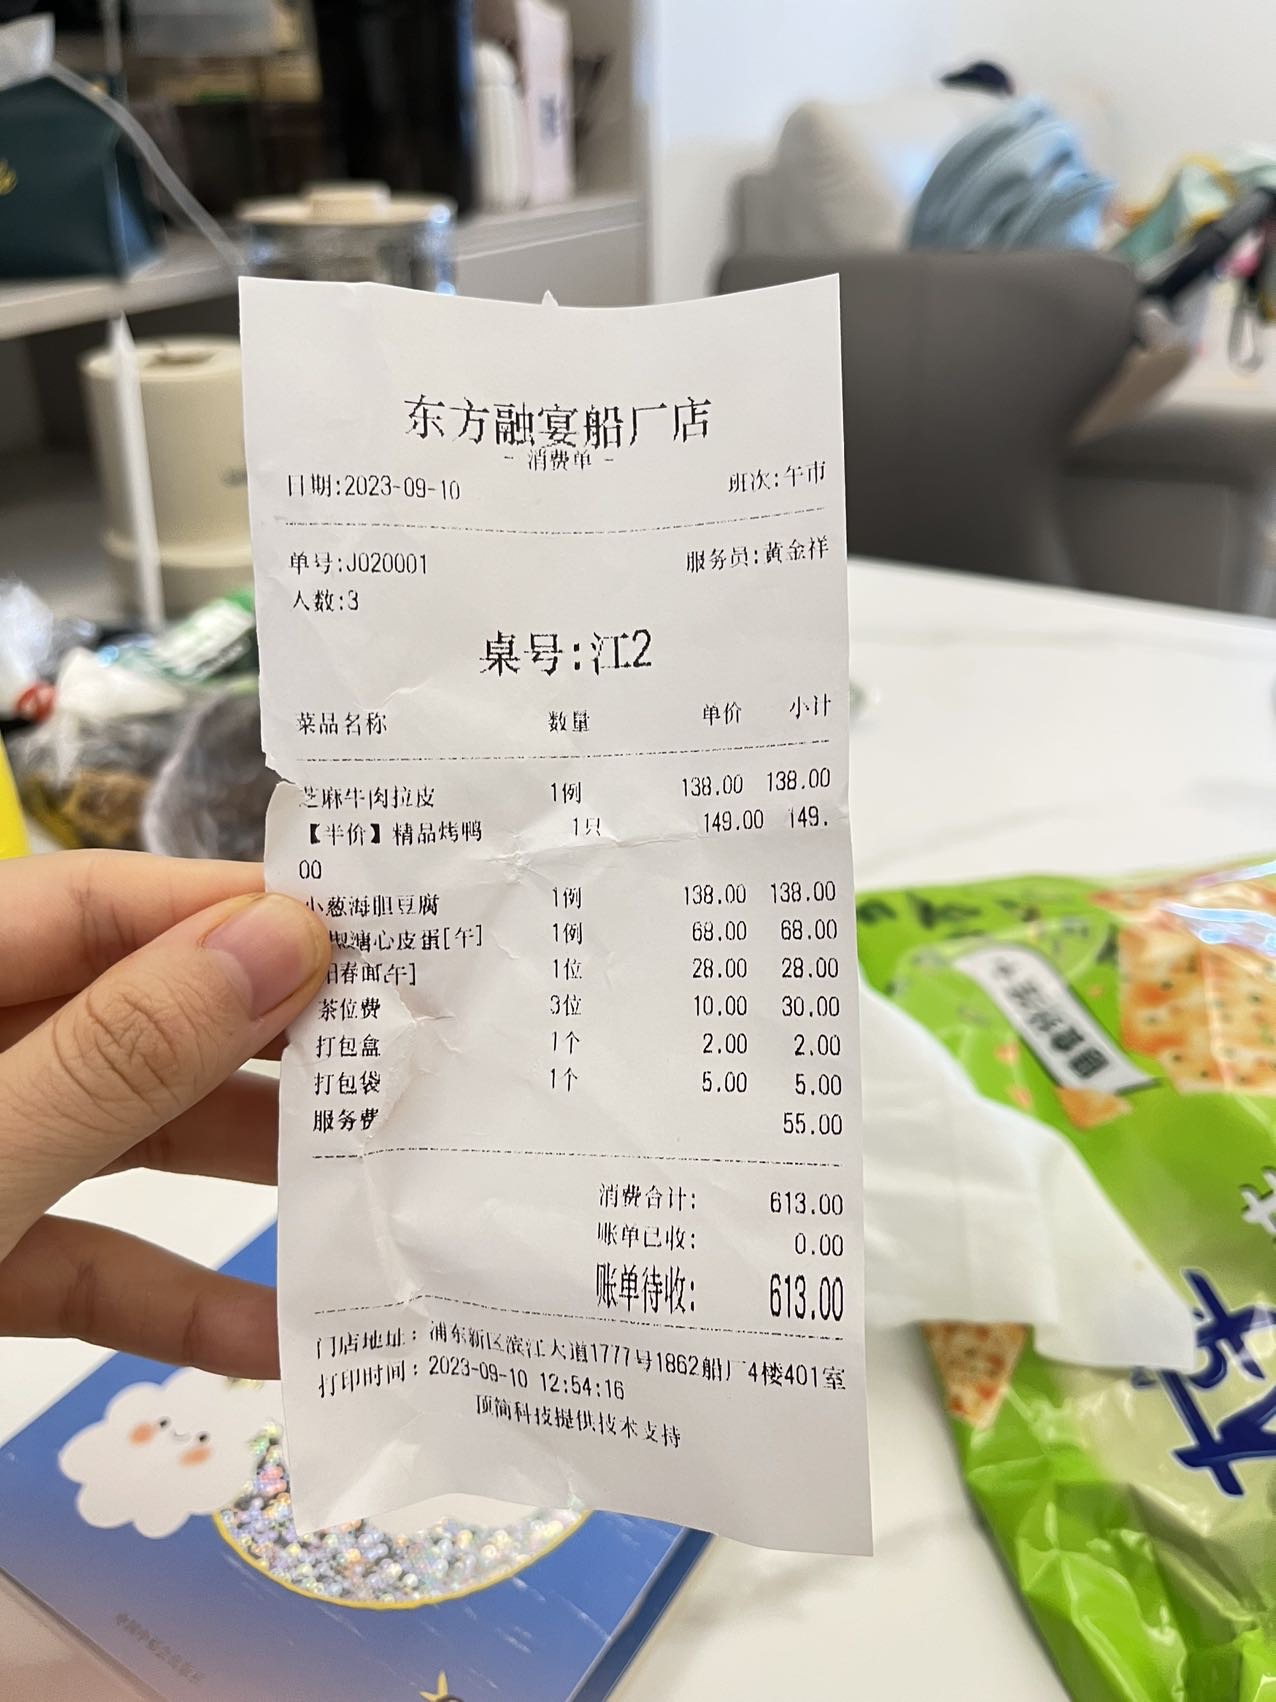 东方融宴船厂店
- 消费单 -
日期:2023-09-10 班次:午市
单号:J020001 服务员:黄金祥
人数:3
桌号:江2
菜品名称 数量 单价 小计
芝麻牛肉拉皮 1例 138.00 138.00
【半价】精品烤鸭 1只 149.00 149.
00
小葱海胆豆腐 1例 138.00 138.00
椒溏心皮蛋[午] 1例 68.00 68.00
阳春面[午] 1位 28.00 28.00
茶位费 3位 10.00 30.00
打包盒 1个 2.00 2.00
打包袋 1个 5.00 5.00
服务费 55.00
消费合计: 613.00
账单已收: 0.00
账单待收: 613.00
门店地址：浦东新区滨江大道1777号1862船厂4楼401室
打印时间：2023-09-10 12:54:16
顶简科技提供技术支持